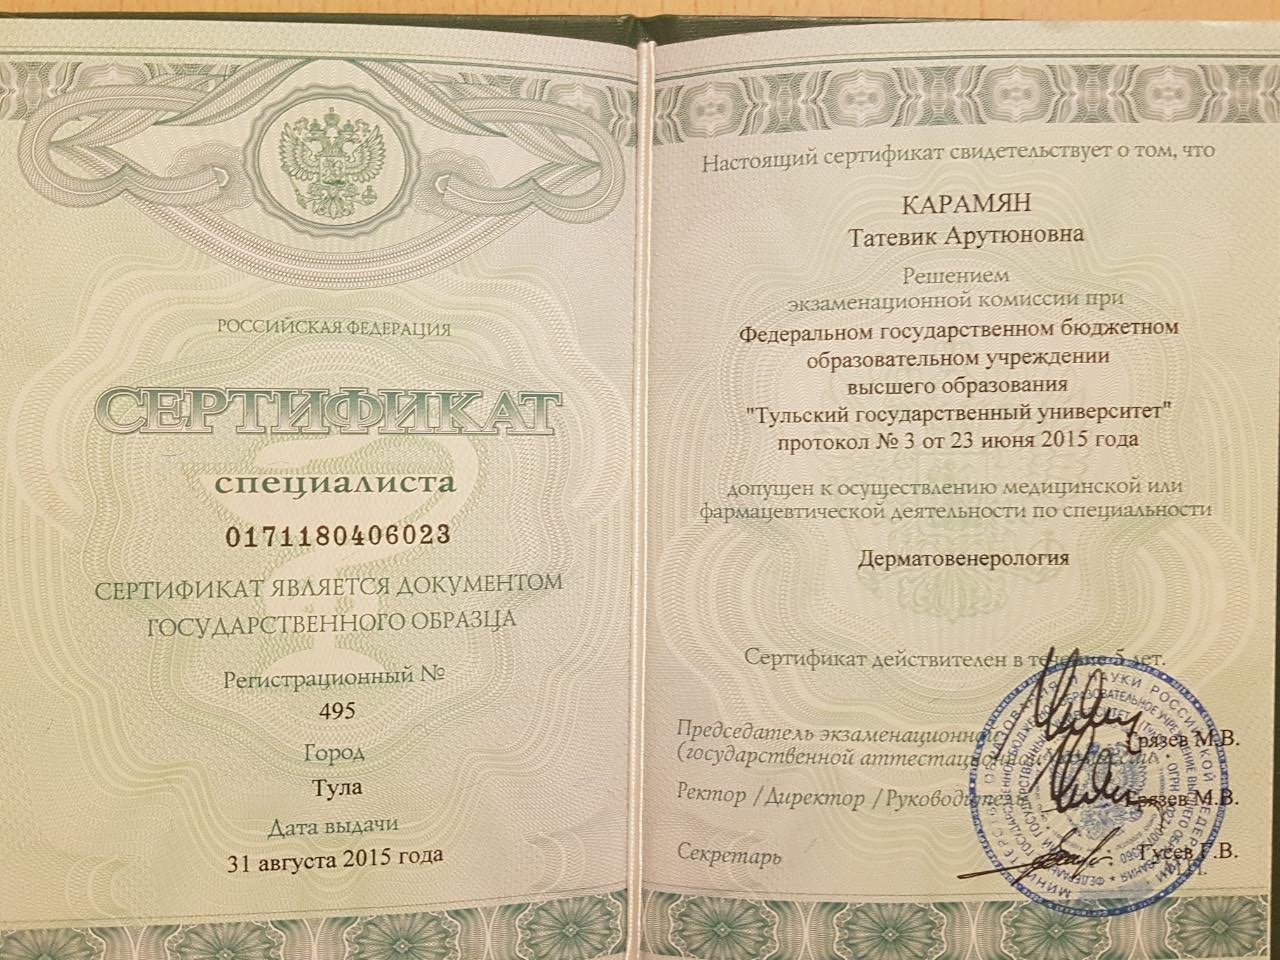 РОССИЙСКАЯ ФЕДЕРАЦИЯ
СЕРТИФИКАТ
специалиста
0171180406023
СЕРТИФИКАТ ЯВЛЯЕТСЯ ДОКУМЕНТОМ
ГОСУДАРСТВЕННОГО ОБРАЗЦА
Регистрационный №
495
Город
Тула
Дата выдачи
31 августа 2015 года
Настоящий сертификат свидетельствует о том, что
КАРАМЯН
Татевик Арутюновна
Решением
экзаменационной комиссии при
Федеральном государственном бюджетном
образовательном учреждении
высшего образования
"Тульский государственный университет"
протокол № 3 от 23 июня 2015 года
допущен к осуществлению медицинской или
фармацевтической деятельности по специальности
Дерматовенерология
Сертификат действителен в течение 5 лет.
Председатель экзаменационной
(государственной аттестационной) Грязев М.В.
Ректор /Директор /Руководитель Грязев М.В.
Секретарь Гусев В.